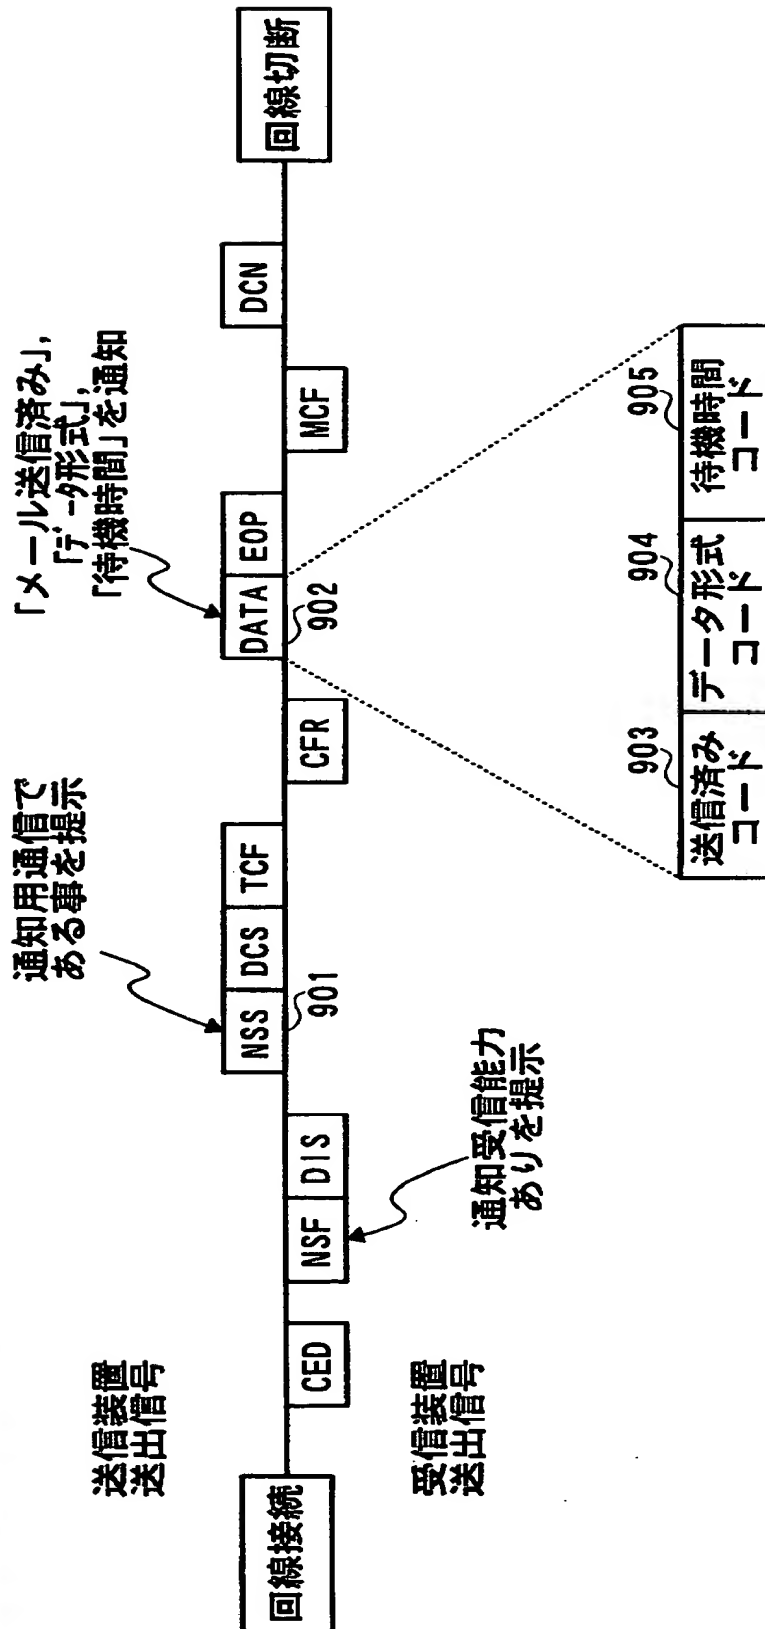 送信装置
送出信号
通知用通信で
ある事を提示
「メール送信済み」,
「データ形式」,
「待機時間」を通知
回線接続
CED
NSF
DIS
NSS
DCS
TCF
CFR
DATA
EOP
MCF
DCN
回線切断
901
902
受信装置
送出信号
通知受信能力
ありを提示
903
904
905
送信済み
コード
データ形式
コード
待機時間
コード